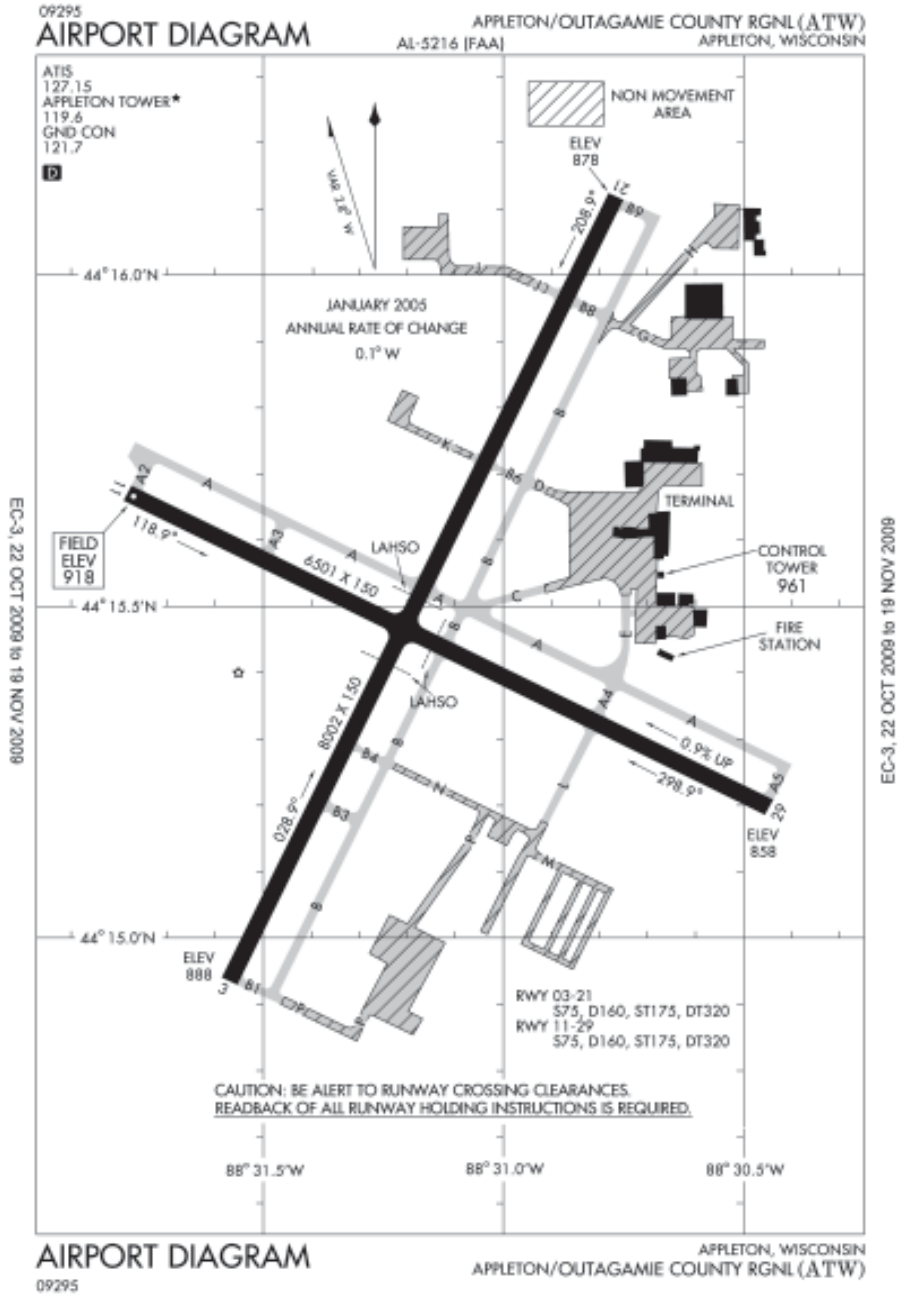 09295
AIRPORT DIAGRAM
AL-5216 (FAA)
APPLETON/OUTAGAMIE COUNTY RGNL (ATW)
APPLETON, WISCONSIN
ATIS
127.15
APPLETON TOWER★
119.6
GND CON
121.7
D
NON MOVEMENT
AREA
VAR 2.8° W
JANUARY 2005
ANNUAL RATE OF CHANGE
0.1° W
ELEV
878
21
208.9°
B9
H
J
B8
G
44° 16.0'N
B
K
B6
D
TERMINAL
A2
A
11
118.9°
A3
A
LAHSO
6501 X 150
FIELD
ELEV
918
B
C
CONTROL
TOWER
961
44° 15.5'N
A
B
A
E
FIRE
STATION
LAHSO
8002 X 150
A4
A
0.9% UP
298.9°
A5
29
ELEV
858
B
B4
N
B3
028.9°
P
M
B
44° 15.0'N
ELEV
888
3
B1
P
RWY 03-21
S75, D160, ST175, DT320
RWY 11-29
S75, D160, ST175, DT320
CAUTION: BE ALERT TO RUNWAY CROSSING CLEARANCES.
READBACK OF ALL RUNWAY HOLDING INSTRUCTIONS IS REQUIRED.
88° 31.5'W
88° 31.0'W
88° 30.5'W
EC-3, 22 OCT 2009 to 19 NOV 2009
EC-3, 22 OCT 2009 to 19 NOV 2009
AIRPORT DIAGRAM
09295
APPLETON, WISCONSIN
APPLETON/OUTAGAMIE COUNTY RGNL (ATW)